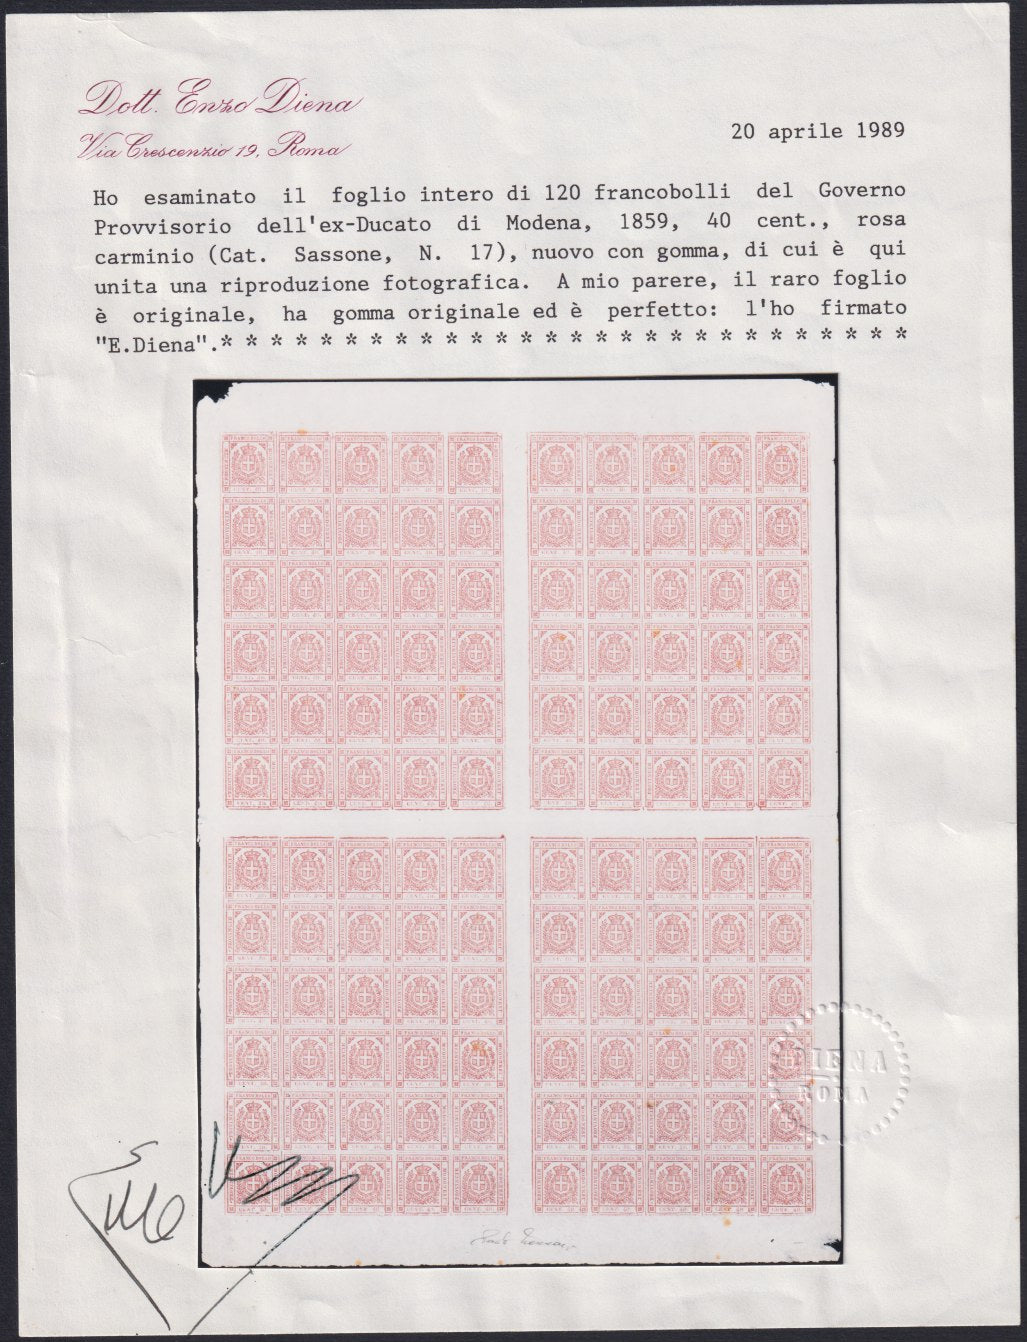 Dott. Enzo Diena
Via Crescenzio 19, Roma
20 aprile 1989
Ho esaminato il foglio intero di 120 francobolli del Governo
Provvisorio dell'ex-Ducato di Modena, 1859, 40 cent., rosa
carminio (Cat. Sassone, N. 17), nuovo con gomma, di cui è qui
unita una riproduzione fotografica. A mio parere, il raro foglio
è originale, ha gomma originale ed è perfetto: l'ho firmato
"E.Diena".* * * * * * * * * * * * * * * * * * * * * * * * * * * *
DIENA
ROMA